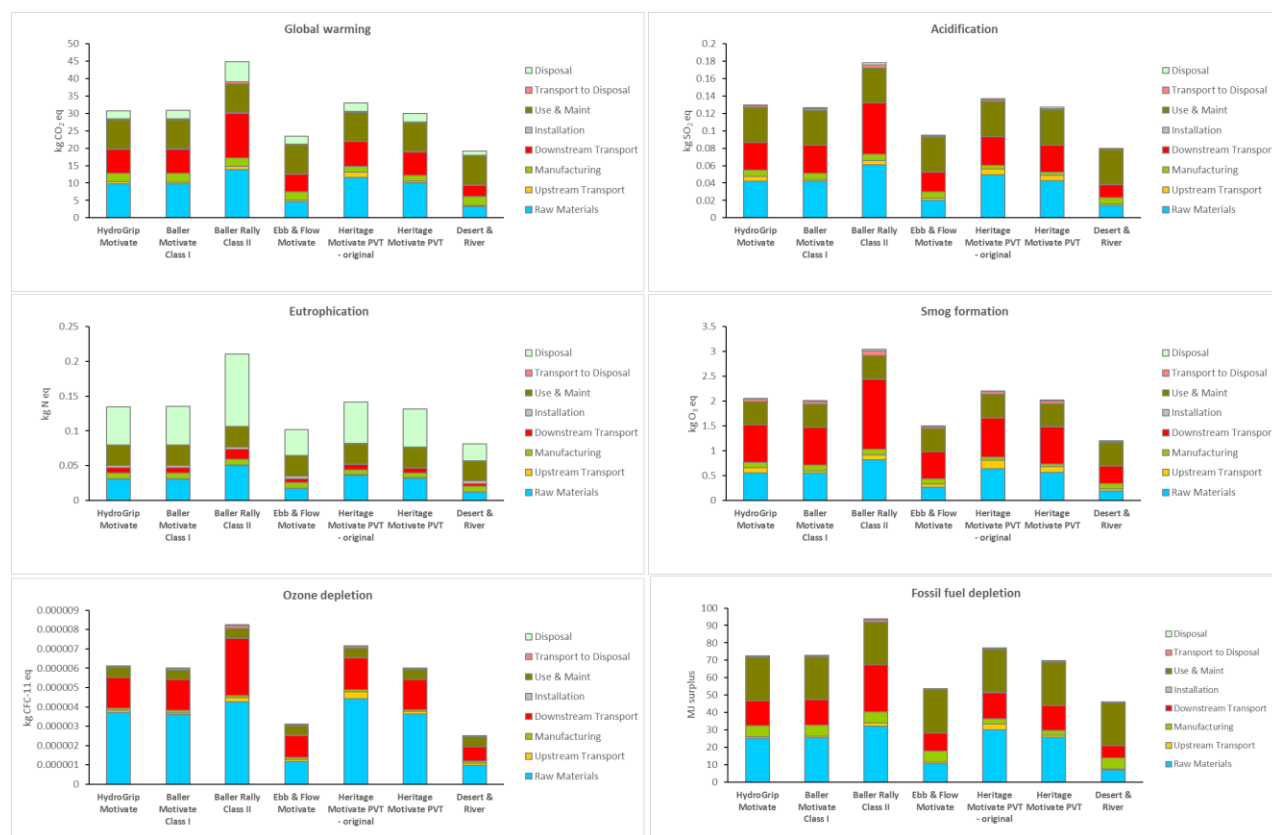 Global warming
50
45
40
35
30
25
20
15
10
5
0
kg CO₂ eq
HydroGrip
Motivate
Baller
Motivate
Class I
Baller Rally
Class II
Ebb & Flow
Motivate
Heritage
Motivate PVT
- original
Heritage
Motivate PVT
Desert &
River
Disposal
Transport to Disposal
Use & Maint
Installation
Downstream Transport
Manufacturing
Upstream Transport
Raw Materials
Acidification
0.2
0.18
0.16
0.14
0.12
0.1
0.08
0.06
0.04
0.02
0
kg SO₂ eq
HydroGrip
Motivate
Baller
Motivate
Class I
Baller Rally
Class II
Ebb & Flow
Motivate
Heritage
Motivate PVT
- original
Heritage
Motivate PVT
Desert &
River
Disposal
Transport to Disposal
Use & Maint
Installation
Downstream Transport
Manufacturing
Upstream Transport
Raw Materials
Eutrophication
0.25
0.2
0.15
0.1
0.05
0
kg N eq
HydroGrip
Motivate
Baller
Motivate
Class I
Baller Rally
Class II
Ebb & Flow
Motivate
Heritage
Motivate PVT
- original
Heritage
Motivate PVT
Desert &
River
Disposal
Transport to Disposal
Use & Maint
Installation
Downstream Transport
Manufacturing
Upstream Transport
Raw Materials
Smog formation
3.5
3
2.5
2
1.5
1
0.5
0
kg O₃ eq
HydroGrip
Motivate
Baller
Motivate
Class I
Baller Rally
Class II
Ebb & Flow
Motivate
Heritage
Motivate PVT
- original
Heritage
Motivate PVT
Desert &
River
Disposal
Transport to Disposal
Use & Maint
Installation
Downstream Transport
Manufacturing
Upstream Transport
Raw Materials
Ozone depletion
0.000009
0.000008
0.000007
0.000006
0.000005
0.000004
0.000003
0.000002
0.000001
0
kg CFC-11 eq
HydroGrip
Motivate
Baller
Motivate
Class I
Baller Rally
Class II
Ebb & Flow
Motivate
Heritage
Motivate PVT
- original
Heritage
Motivate PVT
Desert &
River
Disposal
Transport to Disposal
Use & Maint
Installation
Downstream Transport
Manufacturing
Upstream Transport
Raw Materials
Fossil fuel depletion
100
90
80
70
60
50
40
30
20
10
0
MJ surplus
HydroGrip
Motivate
Baller
Motivate
Class I
Baller Rally
Class II
Ebb & Flow
Motivate
Heritage
Motivate PVT
- original
Heritage
Motivate PVT
Desert &
River
Disposal
Transport to Disposal
Use & Maint
Installation
Downstream Transport
Manufacturing
Upstream Transport
Raw Materials